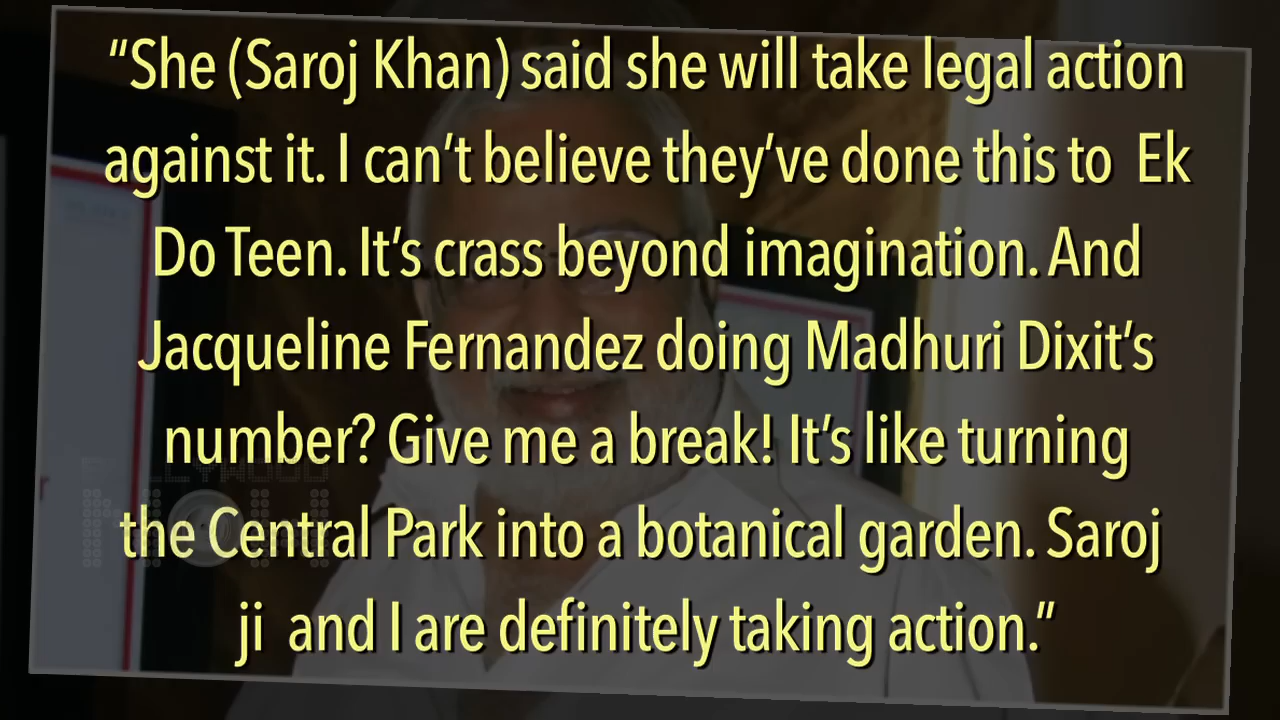 “She (Saroj Khan) said she will take legal action
against it. I can’t believe they’ve done this to Ek
Do Teen. It’s crass beyond imagination. And
Jacqueline Fernandez doing Madhuri Dixit’s
number? Give me a break! It’s like turning
the Central Park into a botanical garden. Saroj
ji and I are definitely taking action.”